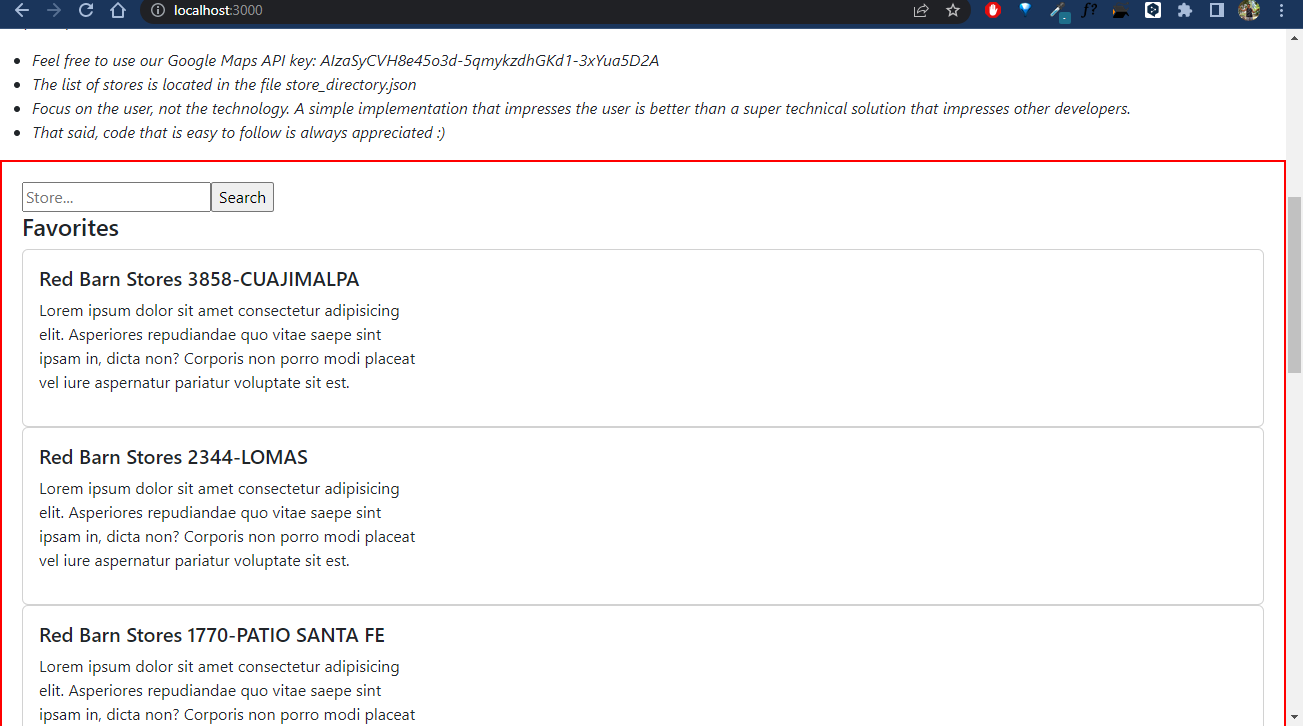 localhost:3000
f?
Feel free to use our Google Maps API key: AIzaSyCVH8e45o3d-5qmykzdhGKd1-3xYua5D2A
The list of stores is located in the file store_directory.json
Focus on the user, not the technology. A simple implementation that impresses the user is better than a super technical solution that impresses other developers.
That said, code that is easy to follow is always appreciated :)
Store...
Search
Favorites
Red Barn Stores 3858-CUAJIMALPA
Lorem ipsum dolor sit amet consectetur adipisicing
elit. Asperiores repudiandae quo vitae saepe sint
ipsam in, dicta non? Corporis non porro modi placeat
vel iure aspernatur pariatur voluptate sit est.
Red Barn Stores 2344-LOMAS
Lorem ipsum dolor sit amet consectetur adipisicing
elit. Asperiores repudiandae quo vitae saepe sint
ipsam in, dicta non? Corporis non porro modi placeat
vel iure aspernatur pariatur voluptate sit est.
Red Barn Stores 1770-PATIO SANTA FE
Lorem ipsum dolor sit amet consectetur adipisicing
elit. Asperiores repudiandae quo vitae saepe sint
ipsam in, dicta non? Corporis non porro modi placeat